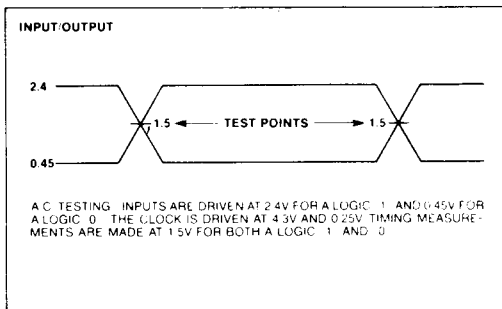 INPUT/OUTPUT
2.4
1.5 TEST POINTS 1.5
0.45
A C TESTING INPUTS ARE DRIVEN AT 2.4V FOR A LOGIC 1 AND 0.45V FOR
A LOGIC 0 THE CLOCK IS DRIVEN AT 4.3V AND 0.25V TIMING MEASURE-
MENTS ARE MADE AT 1.5V FOR BOTH A LOGIC 1 AND 0